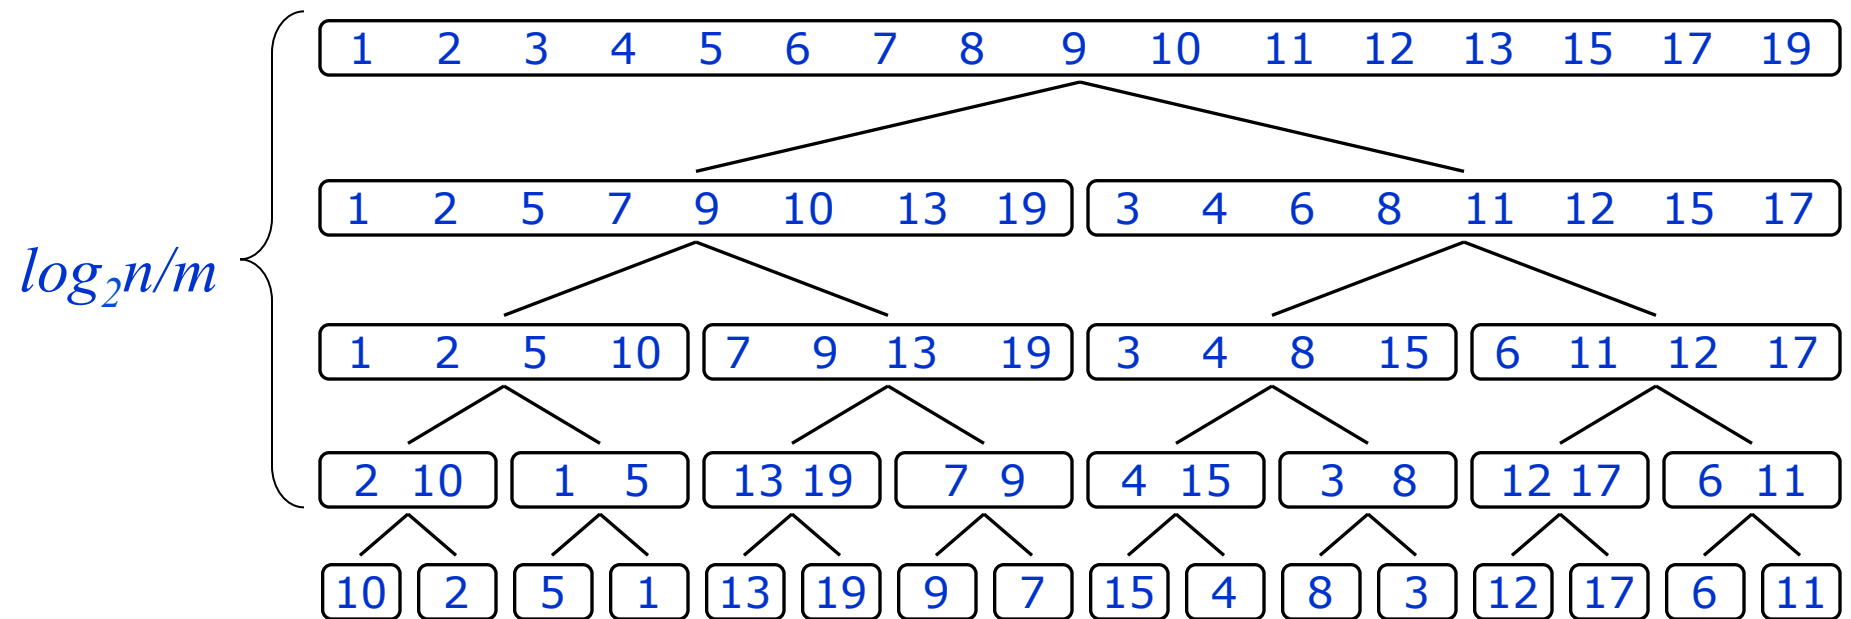 1 2 3 4 5 6 7 8 9 10 11 12 13 15 17 19
1 2 5 7 9 10 13 19 3 4 6 8 11 12 15 17
log2n/m
1 2 5 10 7 9 13 19 3 4 8 15 6 11 12 17
2 10 1 5 13 19 7 9 4 15 3 8 12 17 6 11
10 2 5 1 13 19 9 7 15 4 8 3 12 17 6 11